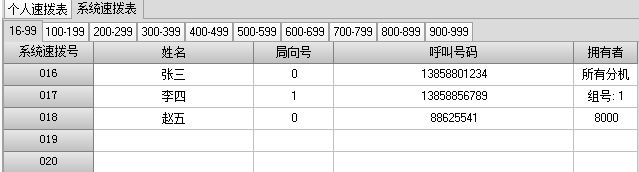 个人速拨表 系统速拨表
16-99 100-199 200-299 300-399 400-499 500-599 600-699 700-799 800-899 900-999
系统速拨号 姓名 局向号 呼叫号码 拥有者
016 张三 0 13858801234 所有分机
017 李四 1 13858856789 组号: 1
018 赵五 0 88625541 8000
019
020